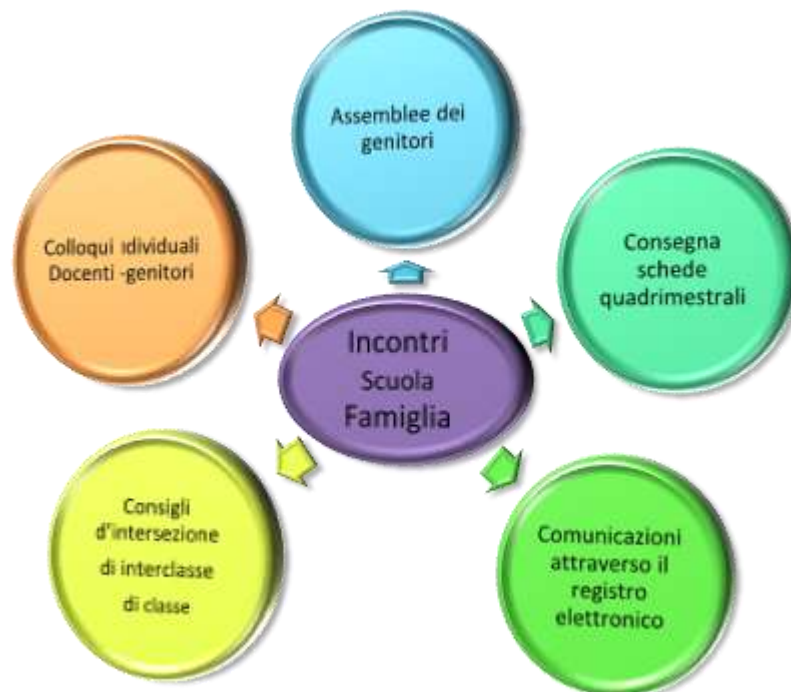 Assemblee dei
genitori
Colloqui ıdividuali
Docenti -genitori
Consegna
schede
quadrimestrali
Incontri
Scuola
Famiglia
Consigli
d'intersezione
di interclasse
di classe
Comunicazioni
attraverso il
registro
elettronico